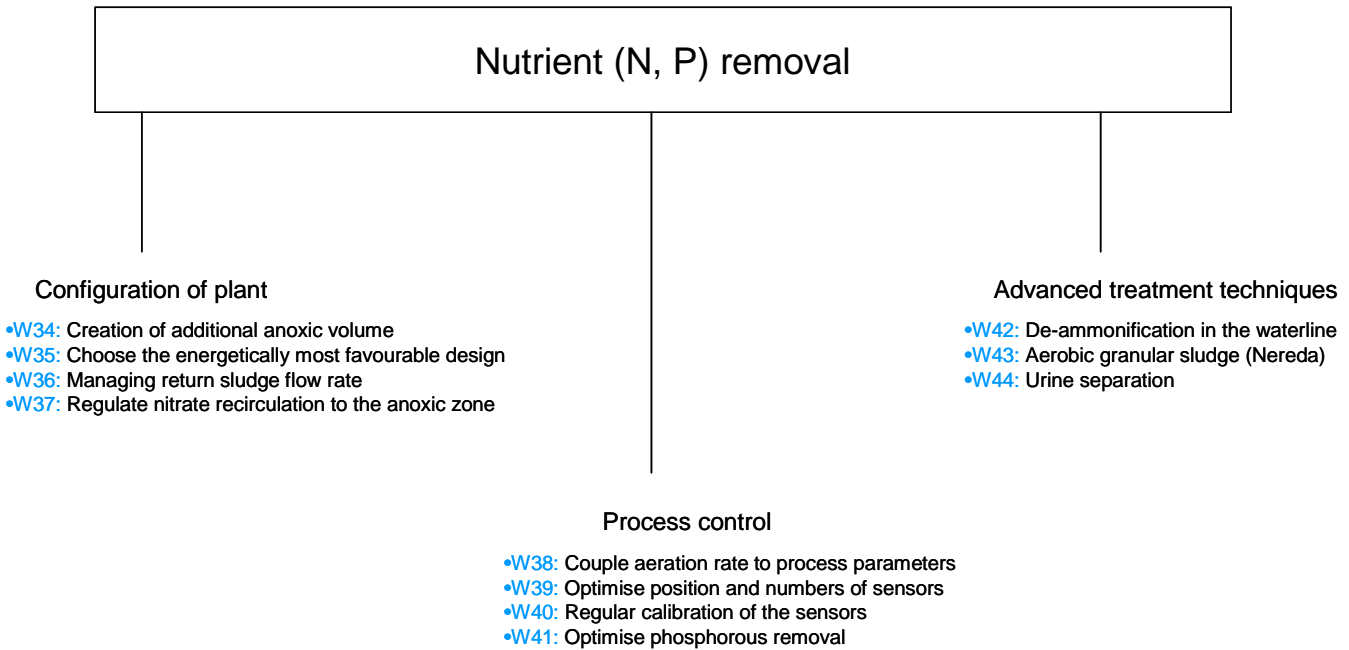 Nutrient (N, P) removal
Configuration of plant
•W34: Creation of additional anoxic volume
•W35: Choose the energetically most favourable design
•W36: Managing return sludge flow rate
•W37: Regulate nitrate recirculation to the anoxic zone
Advanced treatment techniques
•W42: De-ammonification in the waterline
•W43: Aerobic granular sludge (Nereda)
•W44: Urine separation
Process control
•W38: Couple aeration rate to process parameters
•W39: Optimise position and numbers of sensors
•W40: Regular calibration of the sensors
•W41: Optimise phosphorous removal